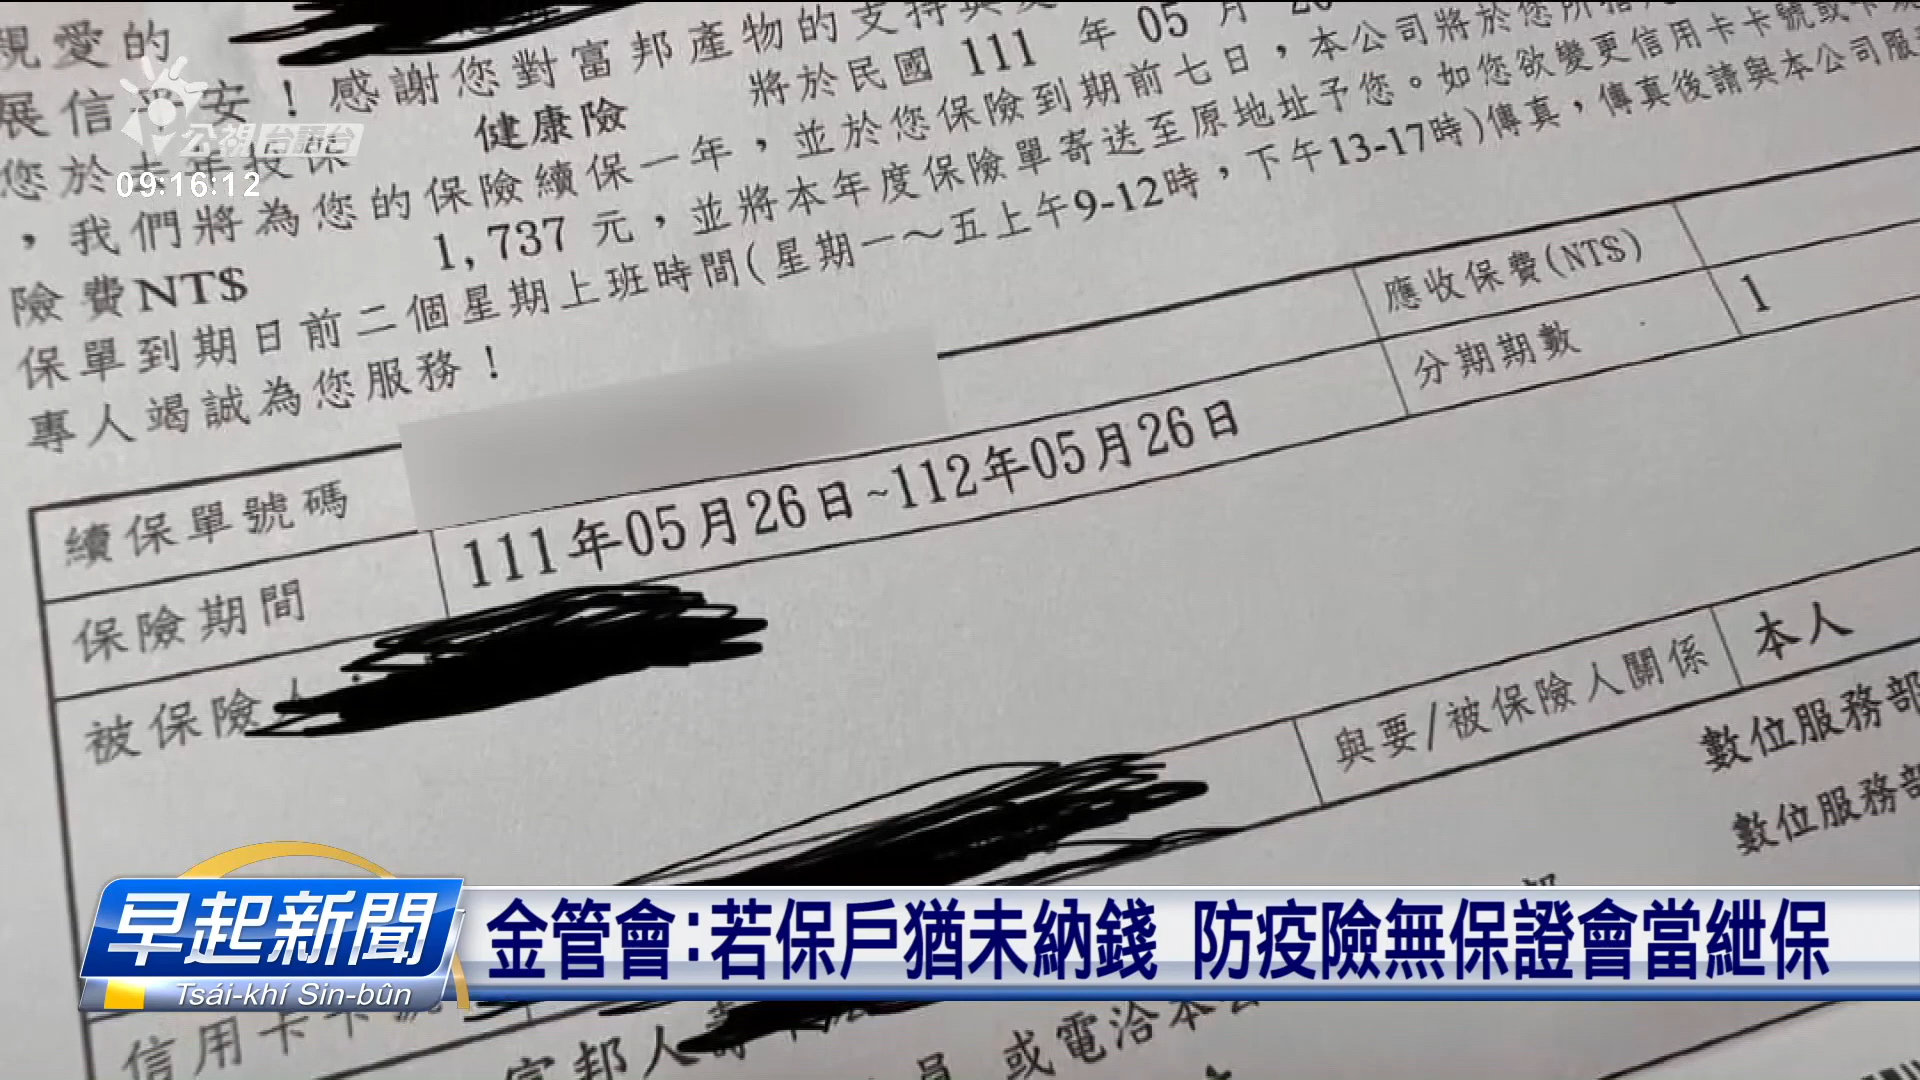 親愛的
展信平安！感謝您對富邦產物的支持與
您於去年投保 健康險 將於民國 111 年 05 月
，我們將為您的保險續保一年，並於您保險到期前七日，本公司將於您所指
險費NT$ 1,737 元，並將本年度保險單寄送至原地址予您。如您欲變更信用卡卡號或
保單到期日前二個星期上班時間(星期一～五上午9-12時，下午13-17時)傳真，傳真後請與本公司服
專人竭誠為您服務！
公視台語台
09:16:12
應收保費(NT$)
分期期數 1
續保單號碼
保險期間 111年05月26日~112年05月26日
被保險人：
與要/被保險人關係 本人
數位服務部
數位服務部
早起新聞
Tsái-khí Sin-bûn
金管會:若保戶猶未納錢 防疫險無保證會當紲保
信用卡卡號
富邦人壽
員 或電洽本公